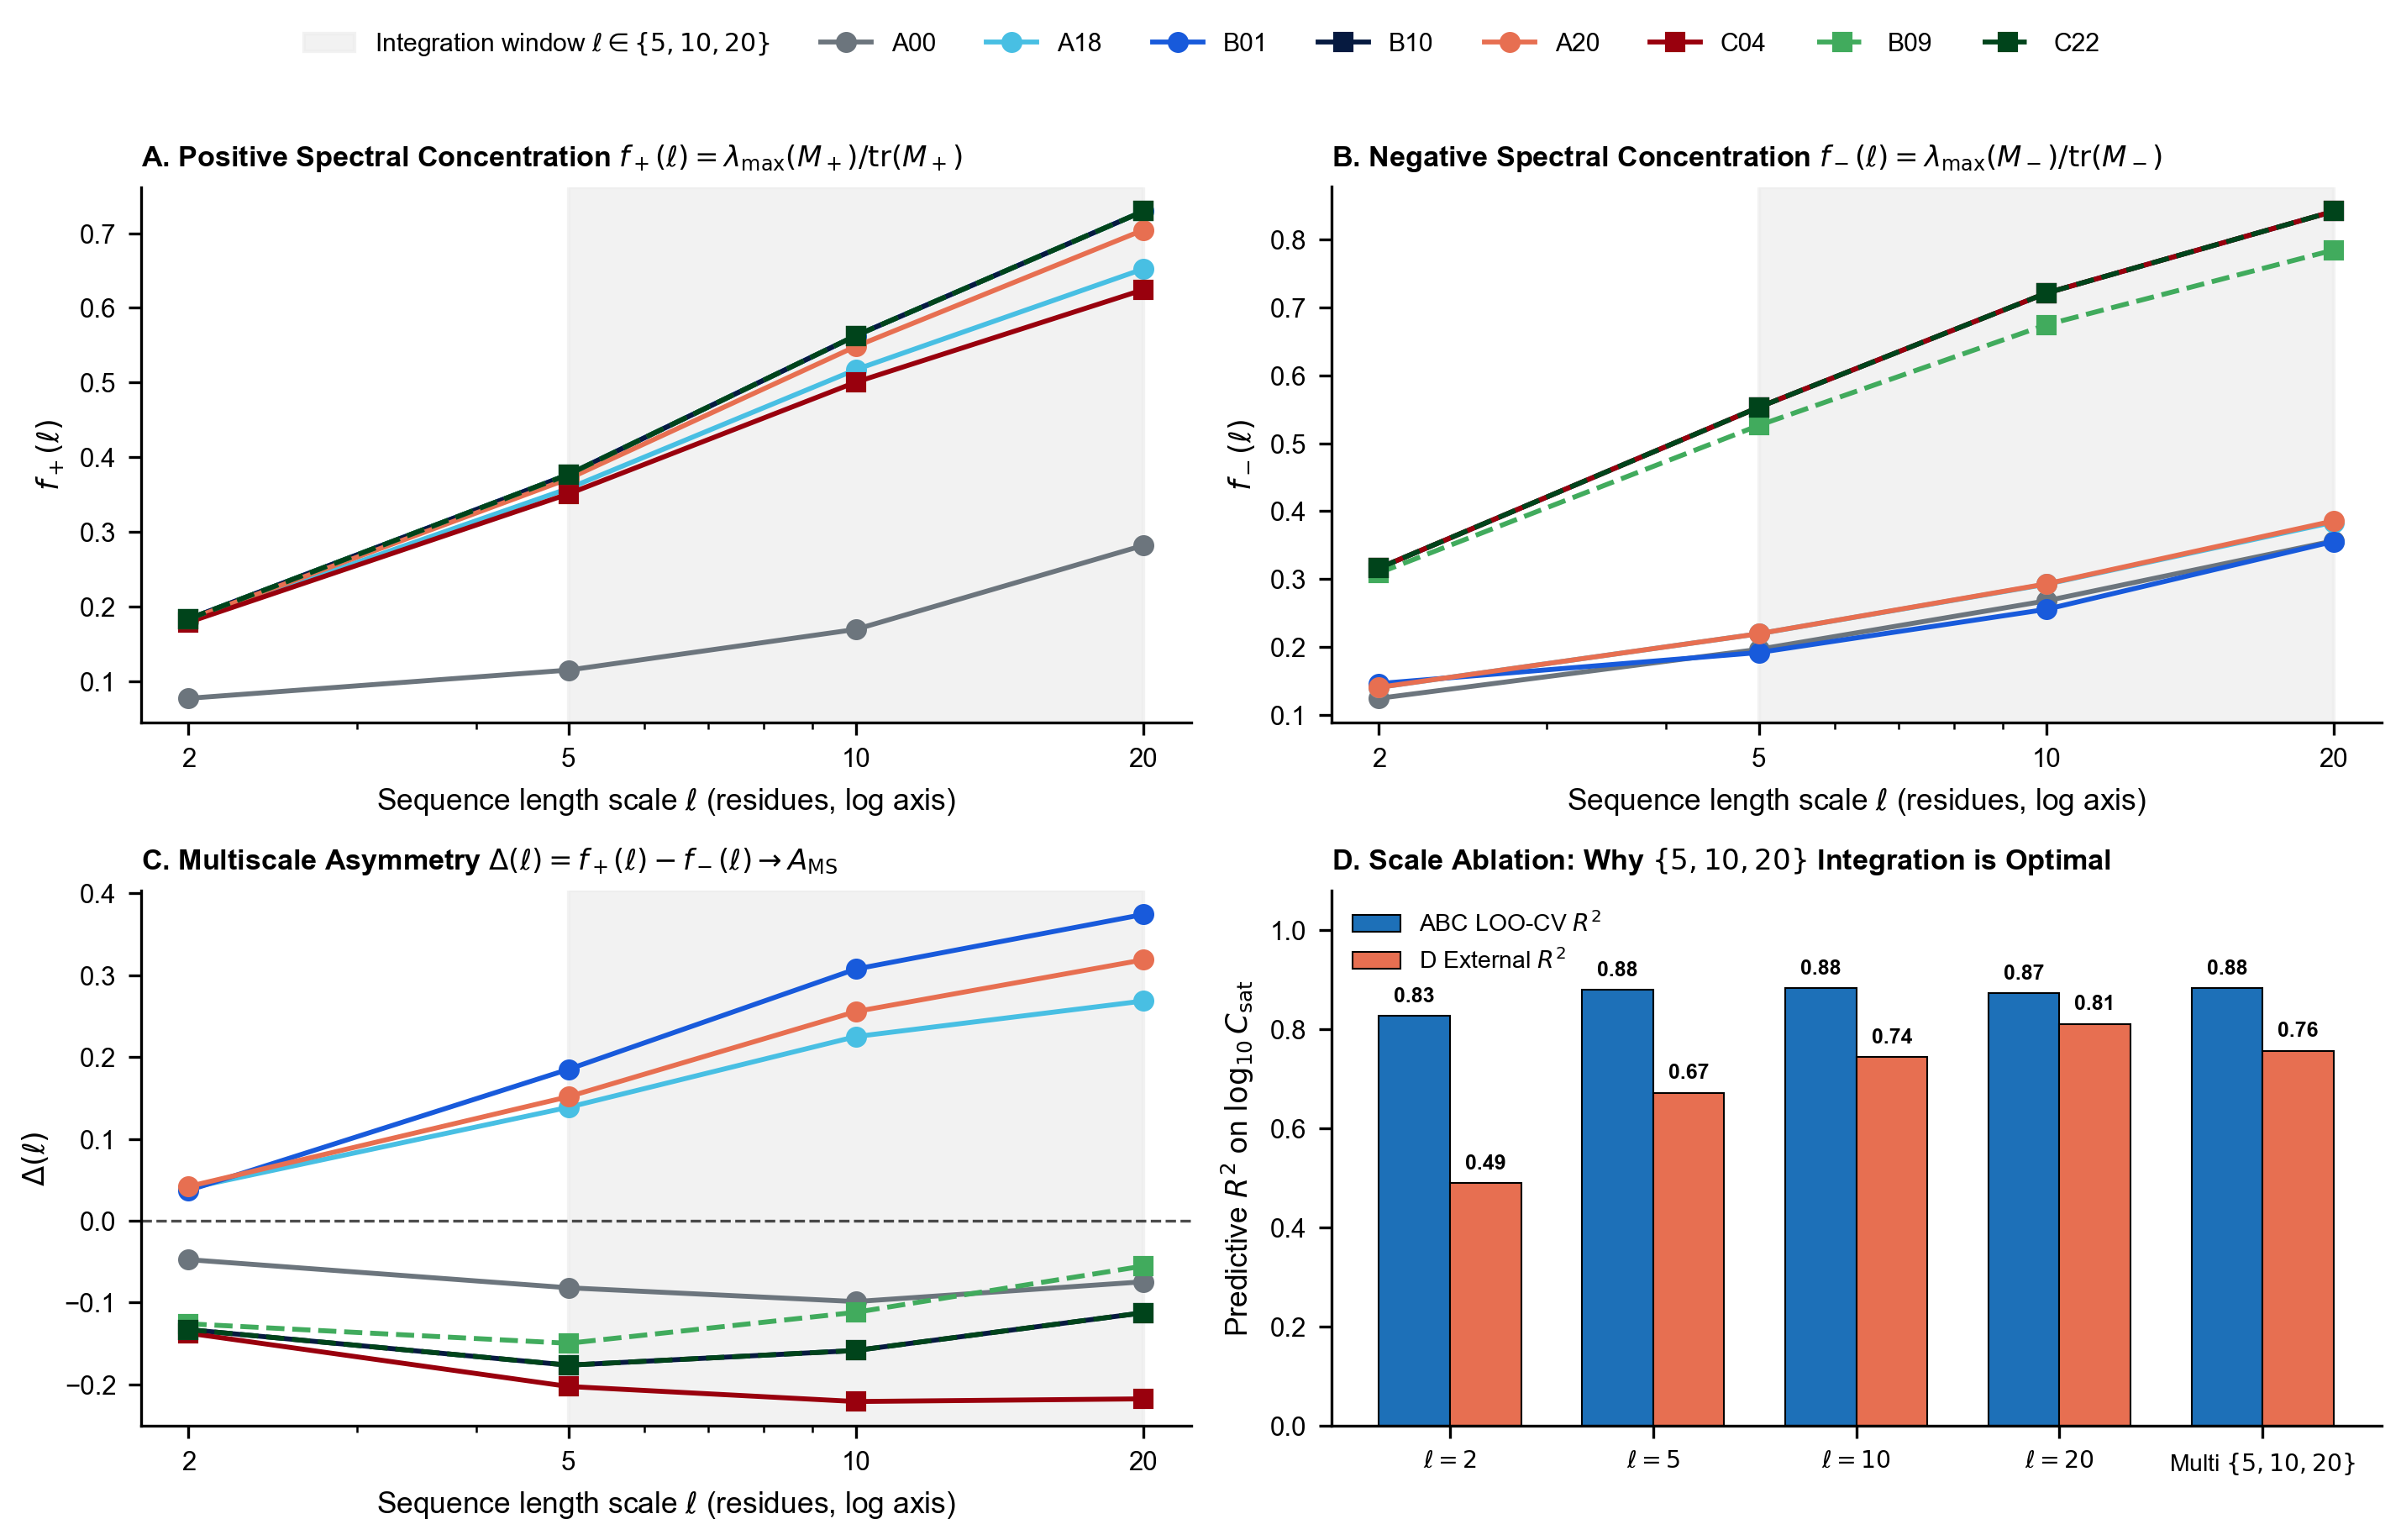 Integration window ℓ ∈ {5, 10, 20} A00 A18 B01 B10 A20 C04 B09 C22
A. Positive Spectral Concentration f₊(ℓ) = λmax(M₊)/tr(M₊)
0.7
0.6
0.5
0.4
0.3
0.2
0.1
f₊(ℓ)
2 5 10 20
Sequence length scale ℓ (residues, log axis)
B. Negative Spectral Concentration f₋(ℓ) = λmax(M₋)/tr(M₋)
0.8
0.7
0.6
0.5
0.4
0.3
0.2
0.1
f₋(ℓ)
2 5 10 20
Sequence length scale ℓ (residues, log axis)
C. Multiscale Asymmetry Δ(ℓ) = f₊(ℓ) − f₋(ℓ) → A_MS
0.4
0.3
0.2
0.1
0.0
−0.1
−0.2
Δ(ℓ)
2 5 10 20
Sequence length scale ℓ (residues, log axis)
D. Scale Ablation: Why {5, 10, 20} Integration is Optimal
ABC LOO-CV R²
D External R²
1.0
0.8
0.6
0.4
0.2
0.0
Predictive R² on log₁₀ C_sat
0.83 0.49 0.88 0.67 0.88 0.74 0.87 0.81 0.88 0.76
ℓ = 2 ℓ = 5 ℓ = 10 ℓ = 20 Multi {5, 10, 20}